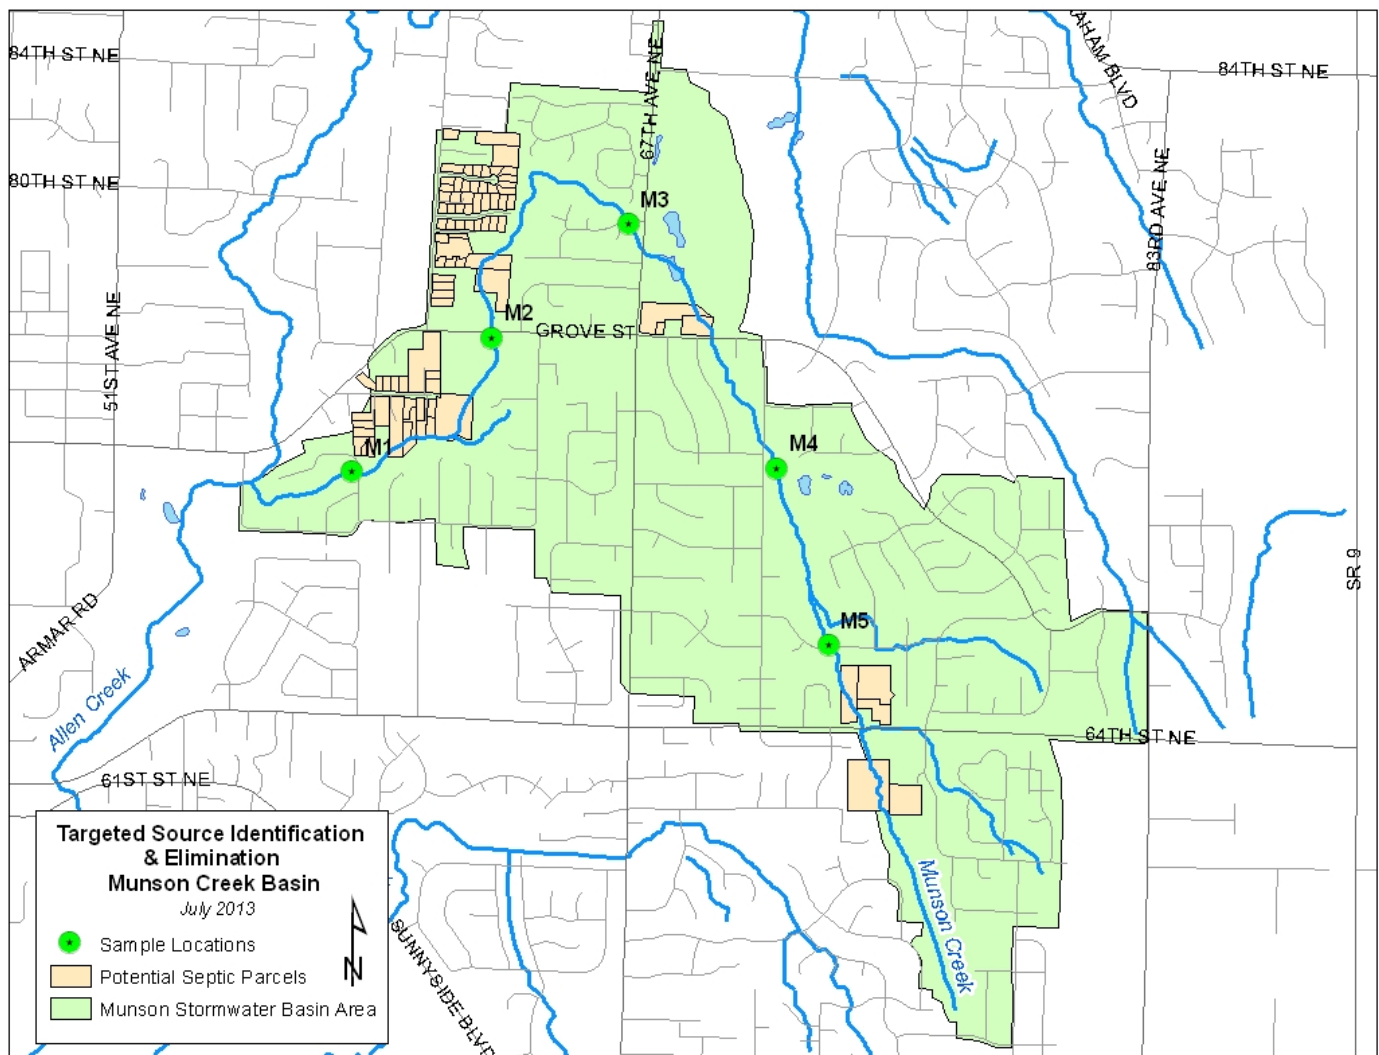 84TH ST NE
80TH ST NE
51ST AVE NE
67TH AVE NE
84TH ST NE
83RD AVE NE
M3
M2
GROVE ST
M1
M4
M5
SR 9
ARMAR RD
Allen Creek
61ST ST NE
64TH ST NE
Munson Creek
Targeted Source Identification
& Elimination
Munson Creek Basin
July 2013
Sample Locations
Potential Septic Parcels
Munson Stormwater Basin Area
N
SUNNYSIDE BLVD
AHAM BLVD